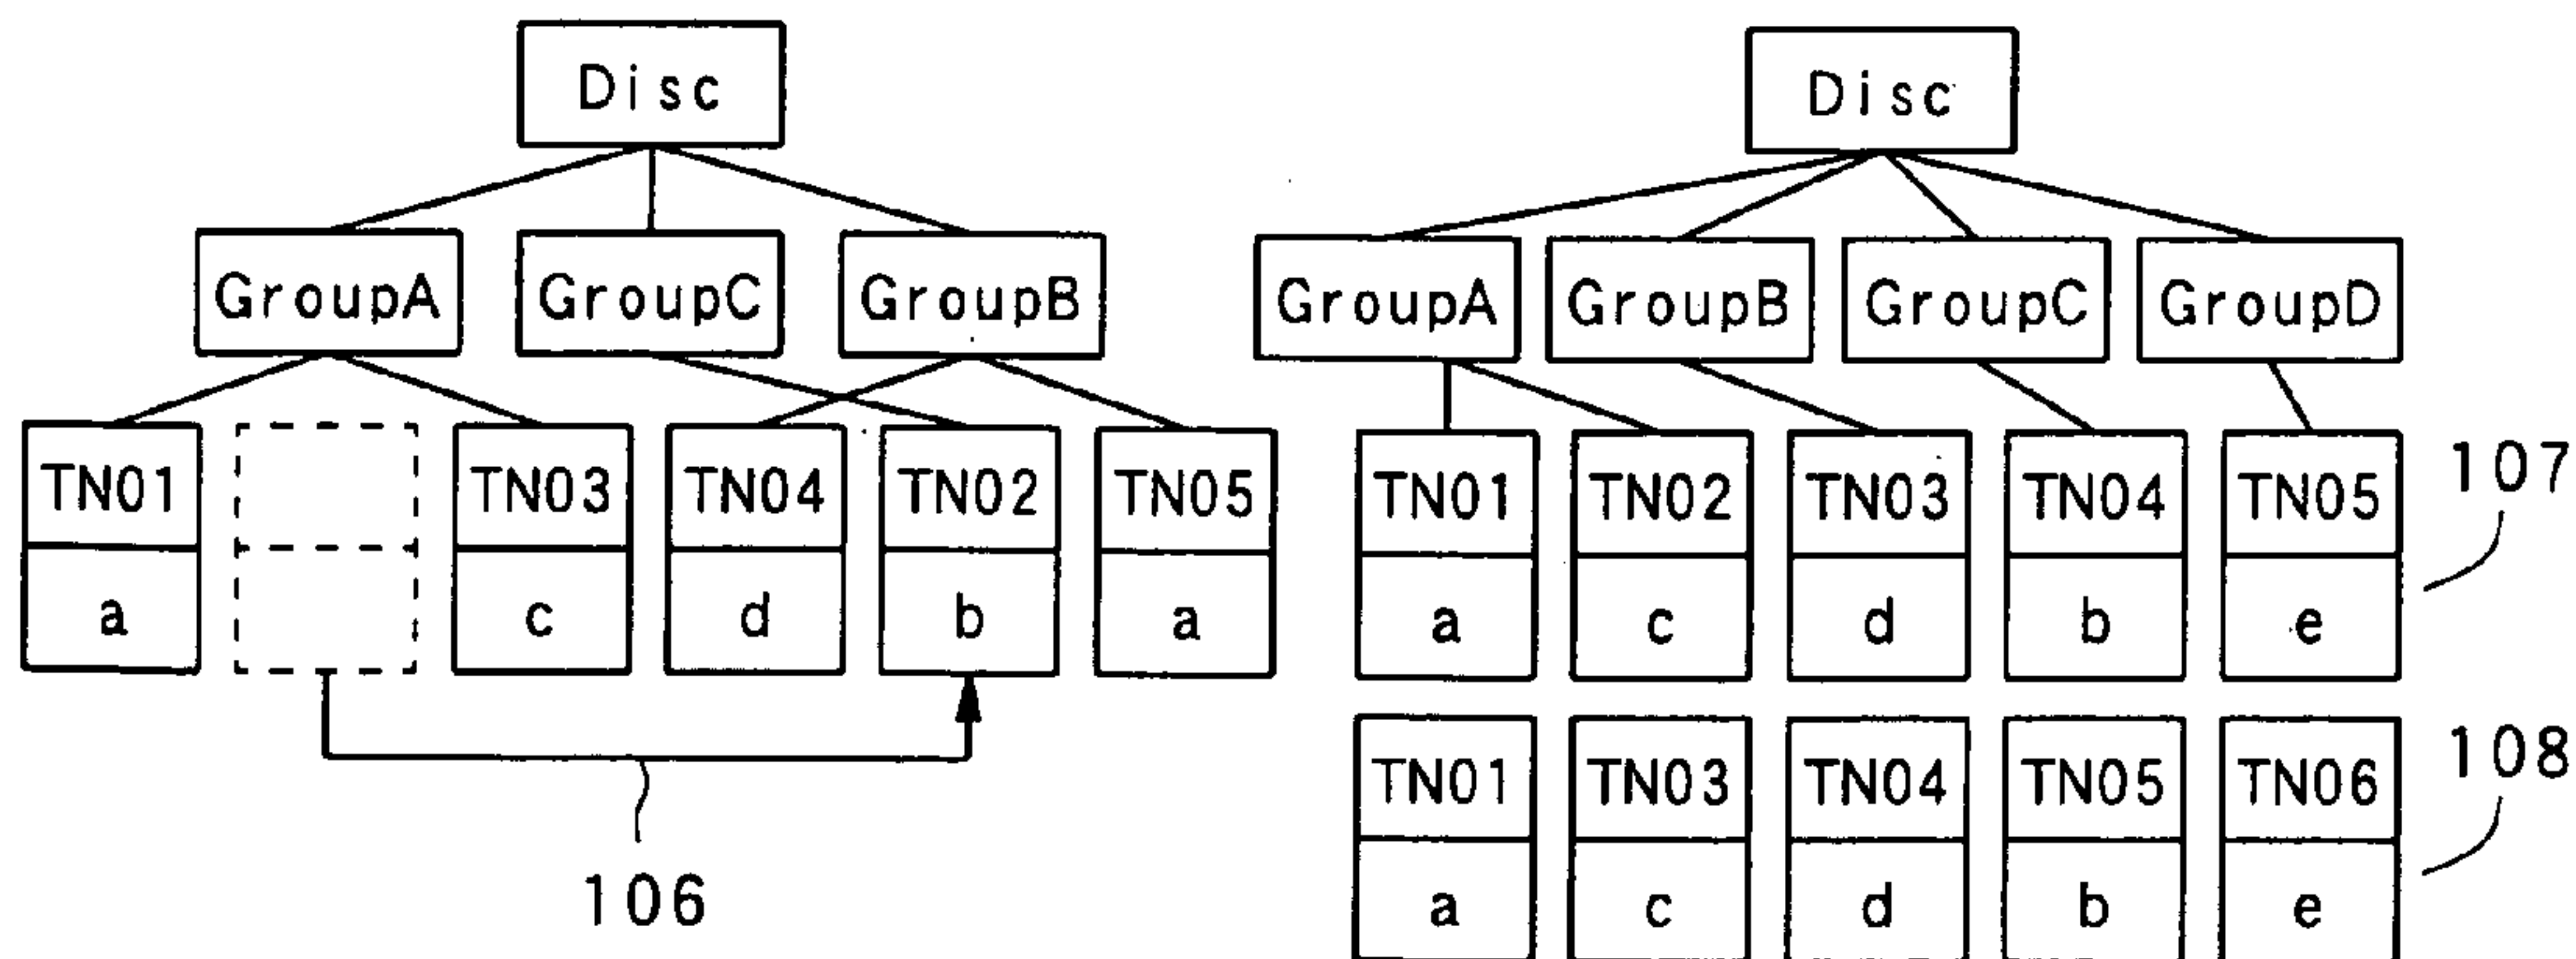 Disc
GroupA GroupC GroupB
TN01 TN03 TN04 TN02 TN05
a c d b a
106
Disc
GroupA GroupB GroupC GroupD
TN01 TN02 TN03 TN04 TN05
a c d b e
107
TN01 TN03 TN04 TN05 TN06
a c d b e
108